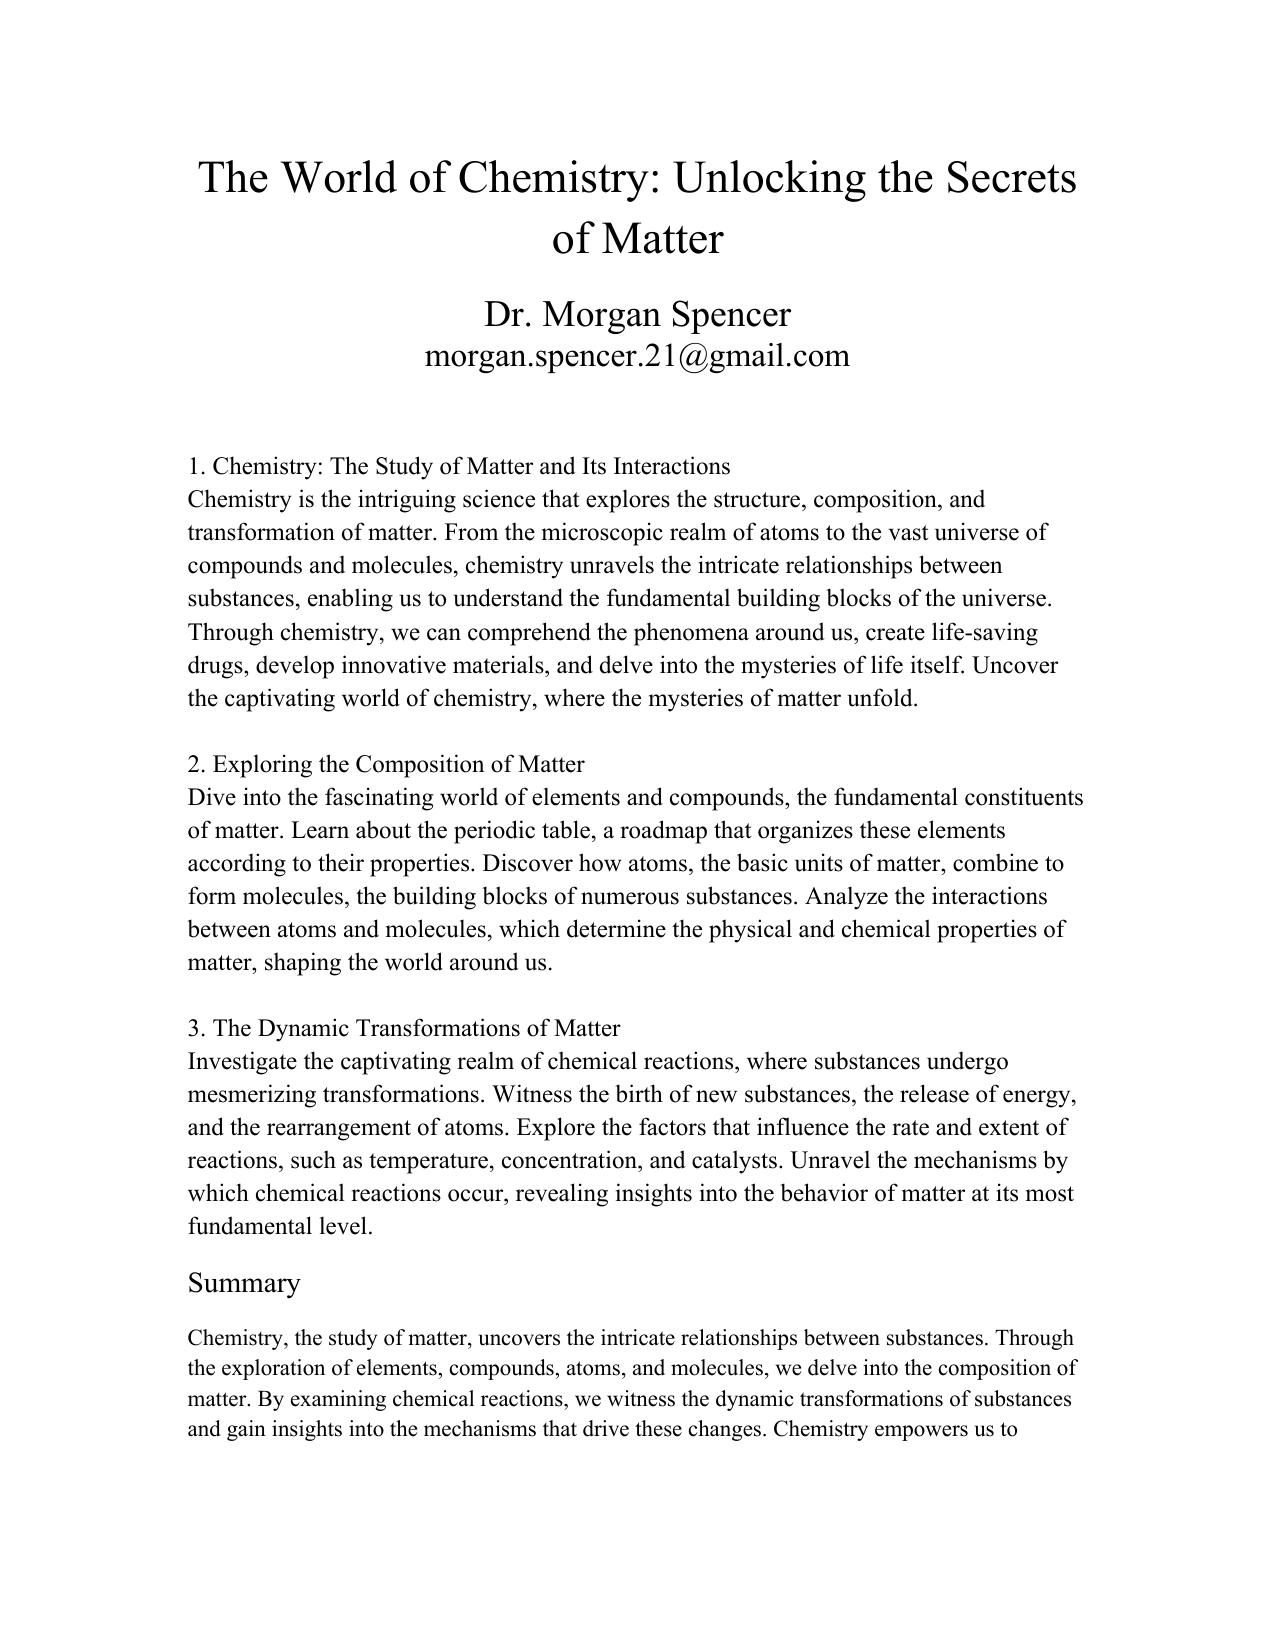 The World of Chemistry: Unlocking the Secrets
of Matter
Dr. Morgan Spencer
morgan.spencer.21@gmail.com
1. Chemistry: The Study of Matter and Its Interactions
Chemistry is the intriguing science that explores the structure, composition, and
transformation of matter. From the microscopic realm of atoms to the vast universe of
compounds and molecules, chemistry unravels the intricate relationships between
substances, enabling us to understand the fundamental building blocks of the universe.
Through chemistry, we can comprehend the phenomena around us, create life-saving
drugs, develop innovative materials, and delve into the mysteries of life itself. Uncover
the captivating world of chemistry, where the mysteries of matter unfold.
2. Exploring the Composition of Matter
Dive into the fascinating world of elements and compounds, the fundamental constituents
of matter. Learn about the periodic table, a roadmap that organizes these elements
according to their properties. Discover how atoms, the basic units of matter, combine to
form molecules, the building blocks of numerous substances. Analyze the interactions
between atoms and molecules, which determine the physical and chemical properties of
matter, shaping the world around us.
3. The Dynamic Transformations of Matter
Investigate the captivating realm of chemical reactions, where substances undergo
mesmerizing transformations. Witness the birth of new substances, the release of energy,
and the rearrangement of atoms. Explore the factors that influence the rate and extent of
reactions, such as temperature, concentration, and catalysts. Unravel the mechanisms by
which chemical reactions occur, revealing insights into the behavior of matter at its most
fundamental level.
Summary
Chemistry, the study of matter, uncovers the intricate relationships between substances. Through
the exploration of elements, compounds, atoms, and molecules, we delve into the composition of
matter. By examining chemical reactions, we witness the dynamic transformations of substances
and gain insights into the mechanisms that drive these changes. Chemistry empowers us to